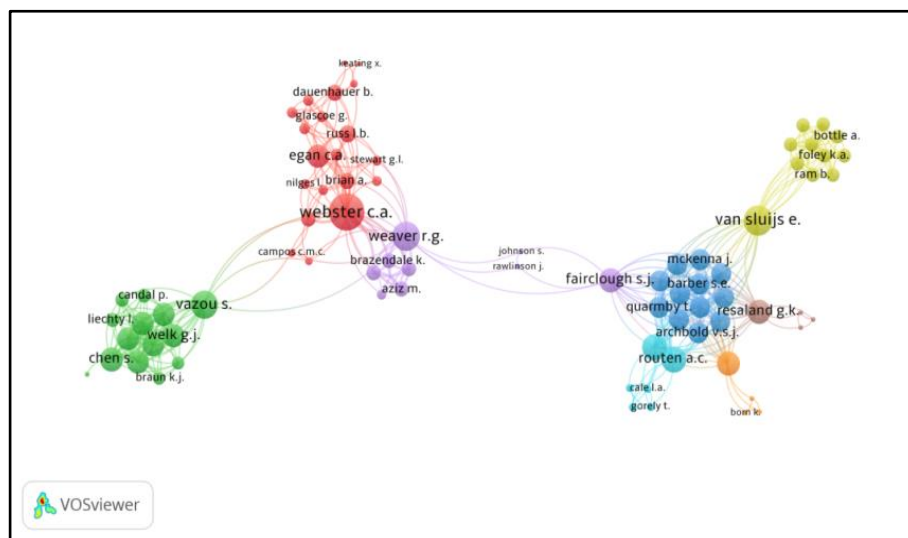 keating x.
dauenhauer b.
glascoe g.
russ l.b.
egan c.a.
stewart g.l.
nilges l.
brian a.
webster c.a.
weaver r.g.
campos c.m.c.
brazendale k.
aziz m.
johnson s.
rawlinson j.
candal p.
vazou s.
liechty l.
welk g.j.
chen s.
braun k.j.
bottle a.
foley k.a.
ram b.
van sluijs e.
mckenna j.
fairclough s.j.
barber s.e.
quarmby t.
resaland g.k.
archbold v.s.j.
routen a.c.
cale l.a.
gorely t.
born k.
VOSviewer